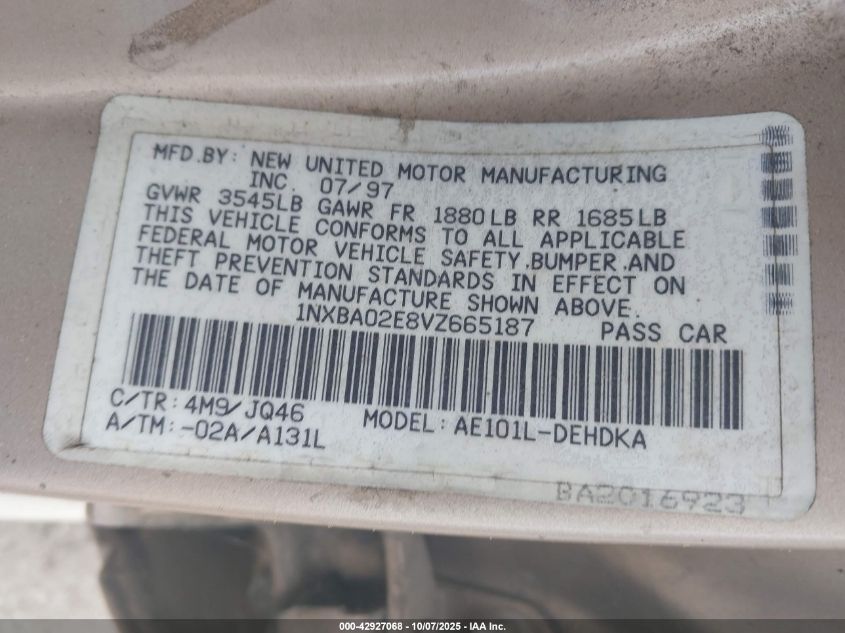 MFD.BY: NEW UNITED MOTOR MANUFACTURING
INC. 07/97
GVWR 3545LB GAWR FR 1880LB RR 1685LB
THIS VEHICLE CONFORMS TO ALL APPLICABLE
FEDERAL MOTOR VEHICLE SAFETY,BUMPER,AND
THEFT PREVENTION STANDARDS IN EFFECT ON
THE DATE OF MANUFACTURE SHOWN ABOVE.
1NXBA02E8VZ665187 PASS CAR
C/TR: 4M9/JQ46 MODEL: AE101L-DEHDKA
A/TM:-02A/A131L
BA2016923
000-42927068 - 10/07/2025 - IAA Inc.